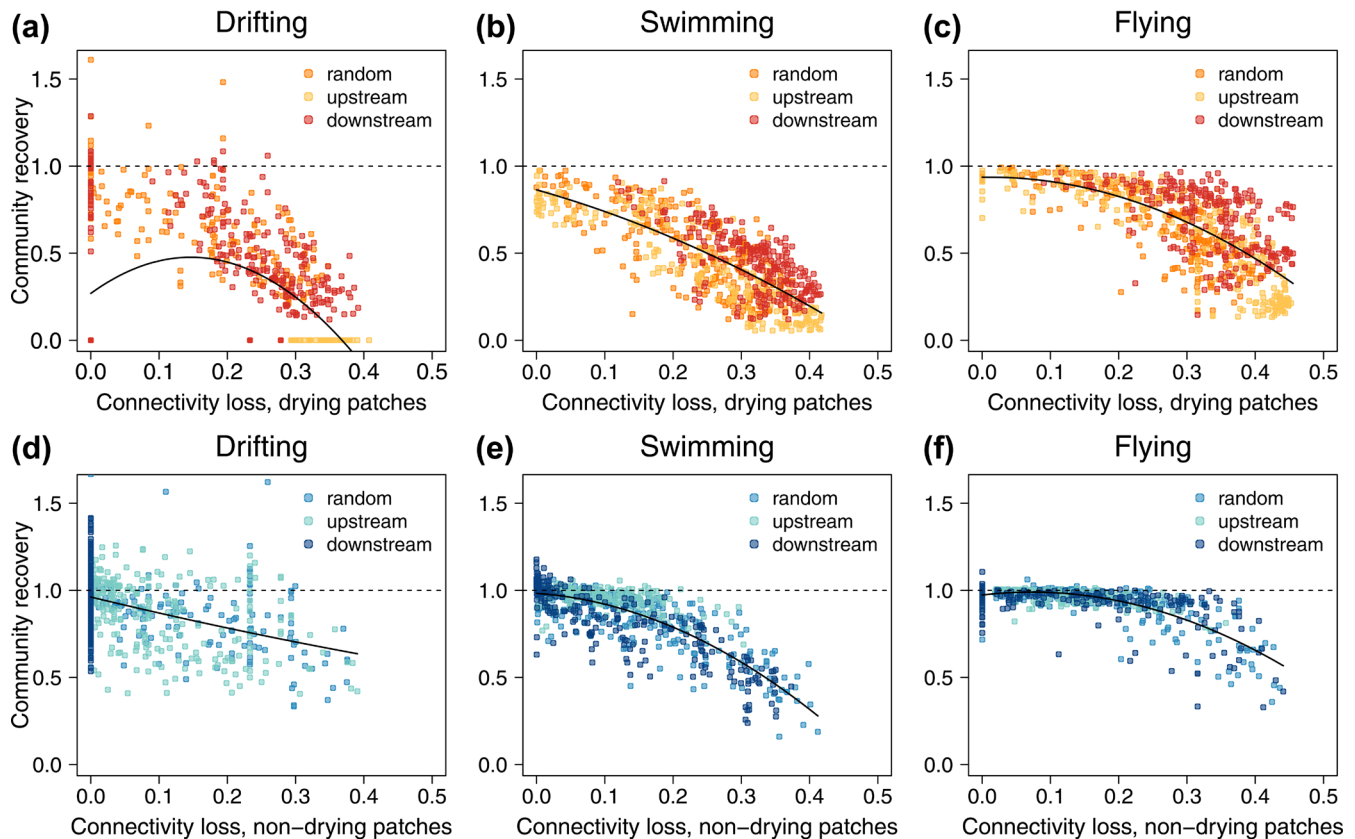 (a) Drifting
Community recovery
1.5
1.0
0.5
0.0
random
upstream
downstream
0.0 0.1 0.2 0.3 0.4 0.5
Connectivity loss, drying patches
(b) Swimming
1.5
1.0
0.5
0.0
random
upstream
downstream
0.0 0.1 0.2 0.3 0.4 0.5
Connectivity loss, drying patches
(c) Flying
1.5
1.0
0.5
0.0
random
upstream
downstream
0.0 0.1 0.2 0.3 0.4 0.5
Connectivity loss, drying patches
(d) Drifting
Community recovery
1.5
1.0
0.5
0.0
random
upstream
downstream
0.0 0.1 0.2 0.3 0.4 0.5
Connectivity loss, non−drying patches
(e) Swimming
1.5
1.0
0.5
0.0
random
upstream
downstream
0.0 0.1 0.2 0.3 0.4 0.5
Connectivity loss, non−drying patches
(f) Flying
1.5
1.0
0.5
0.0
random
upstream
downstream
0.0 0.1 0.2 0.3 0.4 0.5
Connectivity loss, non−drying patches